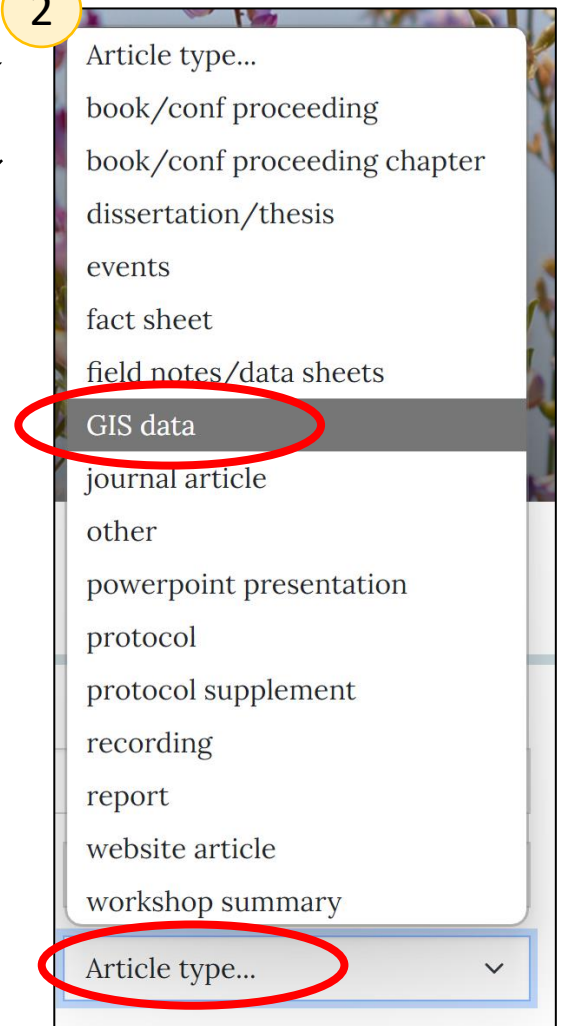 2
Article type...
book/conf proceeding
book/conf proceeding chapter
dissertation/thesis
events
fact sheet
field notes/data sheets
GIS data
journal article
other
powerpoint presentation
protocol
protocol supplement
recording
report
website article
workshop summary
Article type...